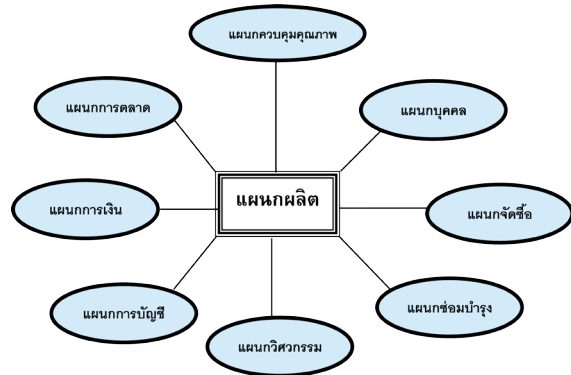 แผนกควบคุมคุณภาพ
แผนกการตลาด
แผนกบุคคล
แผนกผลิต
แผนกการเงิน
แผนกจัดซื้อ
แผนกการบัญชี
แผนกซ่อมบำรุง
แผนกวิศวกรรม